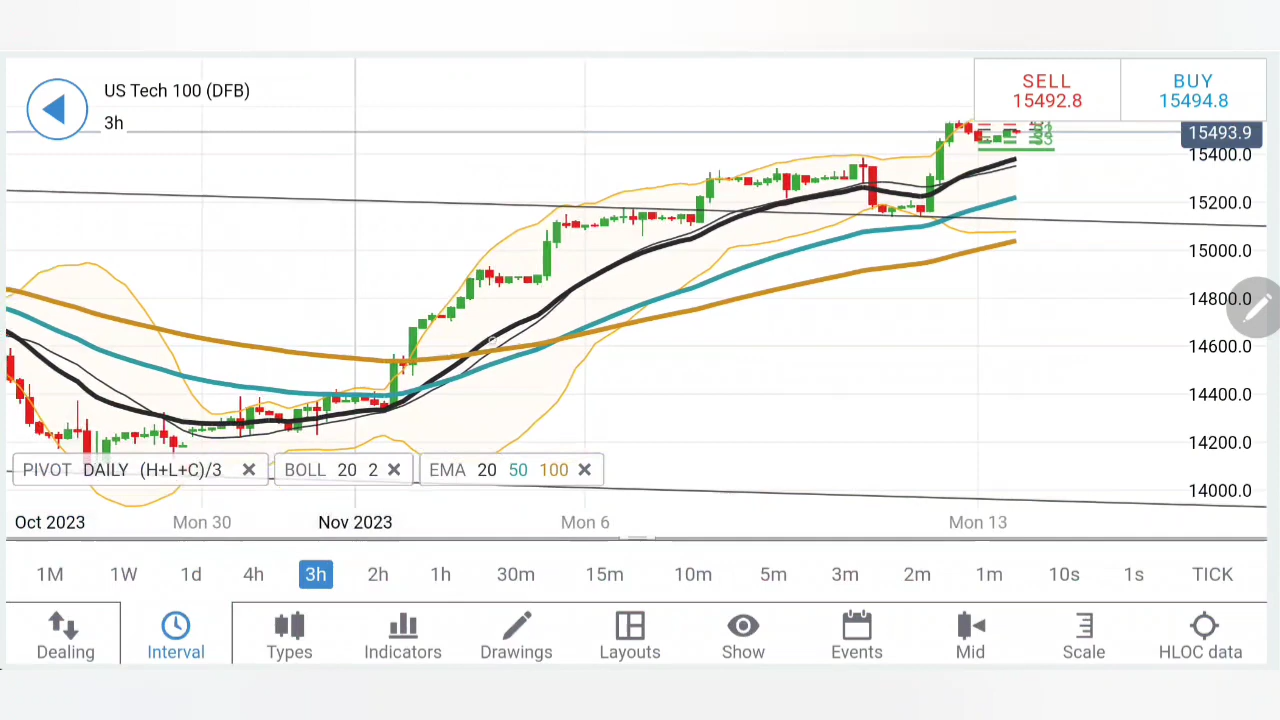 US Tech 100 (DFB)
3h
SELL
15492.8
BUY
15494.8
15493.9
15400.0
15200.0
15000.0
14800.0
14600.0
14400.0
14200.0
14000.0
S3
PIVOT DAILY (H+L+C)/3
BOLL 20 2
EMA 20 50 100
Oct 2023 Mon 30 Nov 2023 Mon 6 Mon 13
1M 1W 1d 4h 3h 2h 1h 30m 15m 10m 5m 3m 2m 1m 10s 1s TICK
Dealing Interval Types Indicators Drawings Layouts Show Events Mid Scale HLOC data